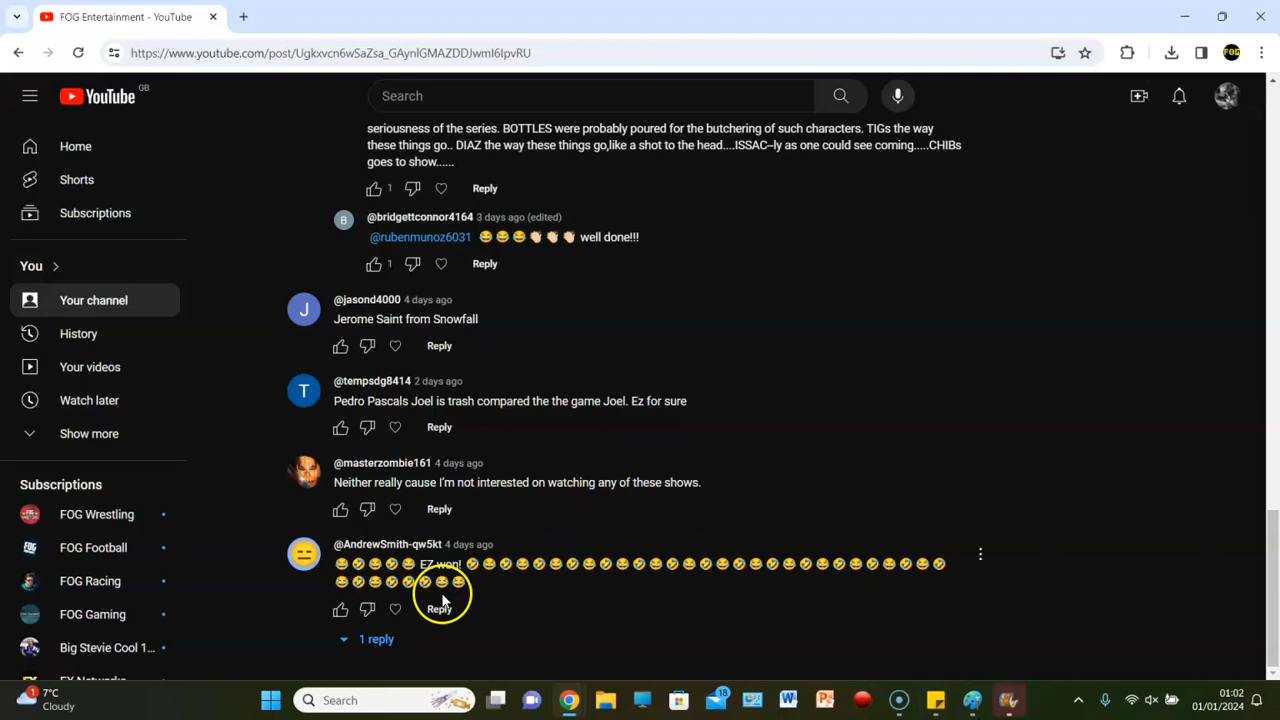 FOG Entertainment - YouTube
https://www.youtube.com/post/Ugkxvcn6wSaZsa_GAynlGMAZDDJwmI6IpvRU
FOG
YouTube GB
Search
Home
Shorts
Subscriptions
You
Your channel
History
Your videos
Watch later
Show more
Subscriptions
FOG Wrestling
FOG Football
FOG Racing
FOG Gaming
Big Stevie Cool 1...
seriousness of the series. BOTTLES were probably poured for the butchering of such characters. TIGs the way
these things go.. DIAZ the way these things go,like a shot to the head....ISSAC–ly as one could see coming.....CHIBs
goes to show......
1 Reply
B @bridgettconnor4164 3 days ago (edited)
@rubenmunoz6031 😂😂😂👏🏻👏🏻👏🏻 well done!!!
1 Reply
J @jasond4000 4 days ago
Jerome Saint from Snowfall
Reply
T @tempsdg8414 2 days ago
Pedro Pascals Joel is trash compared the the game Joel. Ez for sure
Reply
@masterzombie161 4 days ago
Neither really cause I'm not interested on watching any of these shows.
Reply
@AndrewSmith-qw5kt 4 days ago
😂🤣😂🤣😂 EZ won! 🤣😂🤣😂🤣😂🤣😂🤣😂🤣😂🤣😂🤣😂🤣😂🤣😂🤣😂🤣😂🤣😂🤣😂🤣
😂🤣😂🤣🤣🤣😂😂
Reply
1 reply
1 7°C
Cloudy
Search
18
01:02
01/01/2024